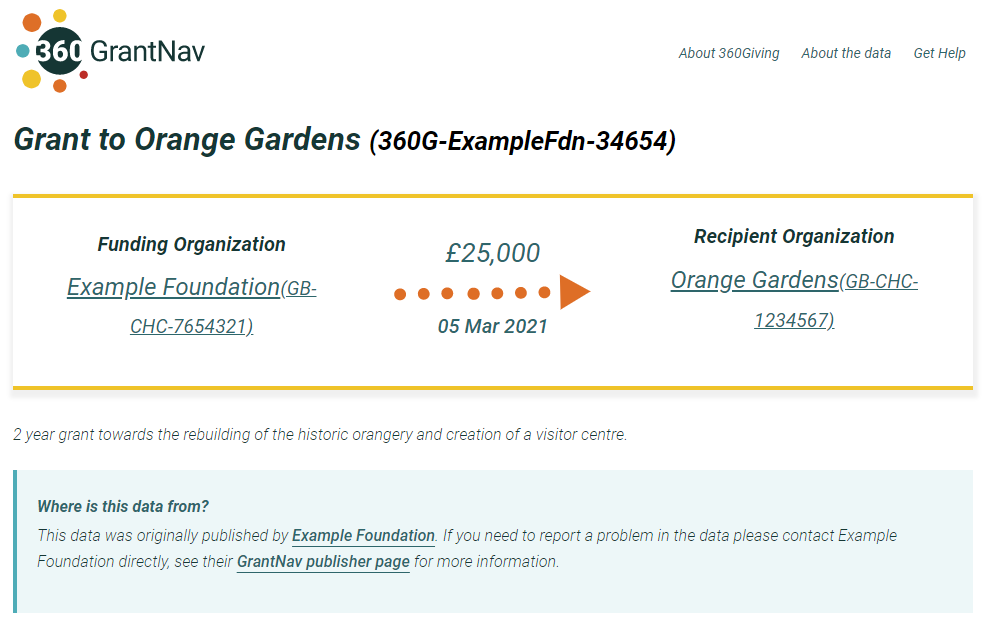 360 GrantNav
About 360Giving About the data Get Help
Grant to Orange Gardens (360G-ExampleFdn-34654)
Funding Organization
Example Foundation(GB-
CHC-7654321)
£25,000
05 Mar 2021
Recipient Organization
Orange Gardens(GB-CHC-
1234567)
2 year grant towards the rebuilding of the historic orangery and creation of a visitor centre.
Where is this data from?
This data was originally published by Example Foundation. If you need to report a problem in the data please contact Example
Foundation directly, see their GrantNav publisher page for more information.